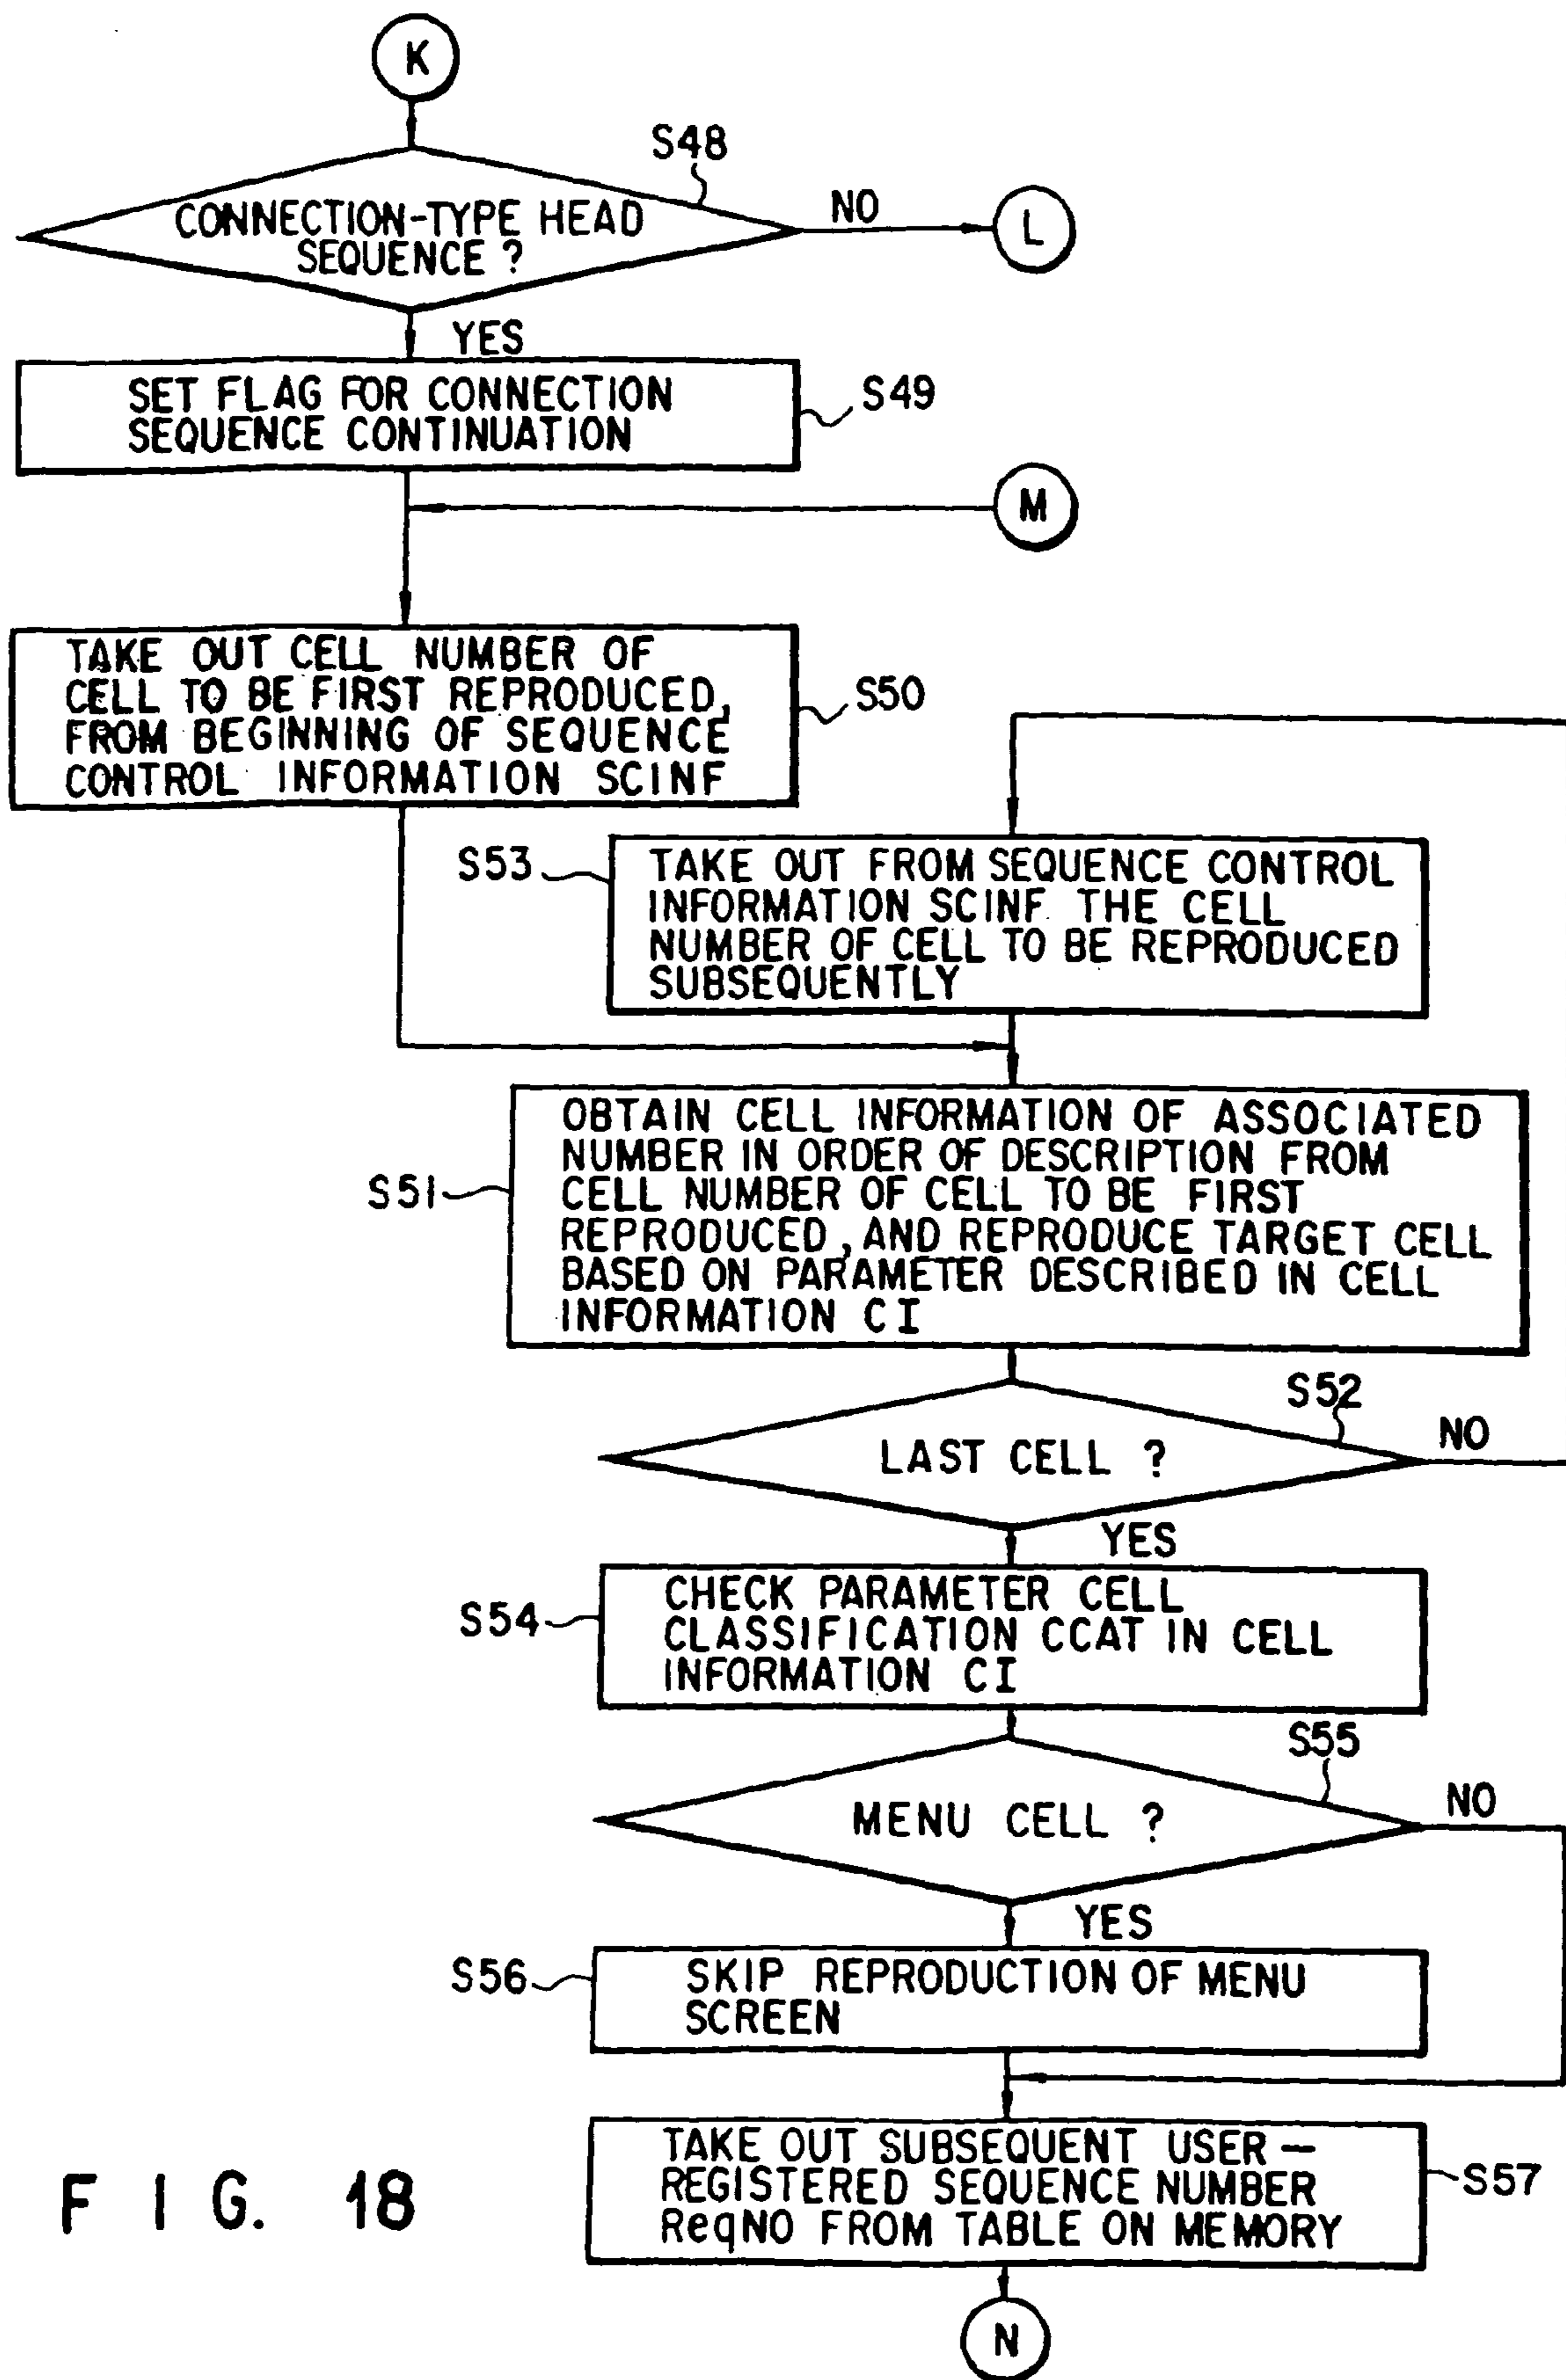 K
S48
CONNECTION-TYPE HEAD
SEQUENCE ?
NO
L
YES
SET FLAG FOR CONNECTION
SEQUENCE CONTINUATION
S49
M
TAKE OUT CELL NUMBER OF
CELL TO BE FIRST REPRODUCED,
FROM BEGINNING OF SEQUENCE
CONTROL INFORMATION SCINF
S50
S53
TAKE OUT FROM SEQUENCE CONTROL
INFORMATION SCINF THE CELL
NUMBER OF CELL TO BE REPRODUCED
SUBSEQUENTLY
S51
OBTAIN CELL INFORMATION OF ASSOCIATED
NUMBER IN ORDER OF DESCRIPTION FROM
CELL NUMBER OF CELL TO BE FIRST
REPRODUCED, AND REPRODUCE TARGET CELL
BASED ON PARAMETER DESCRIBED IN CELL
INFORMATION CI
S52
LAST CELL ?
NO
YES
S54
CHECK PARAMETER CELL
CLASSIFICATION CCAT IN CELL
INFORMATION CI
S55
MENU CELL ?
NO
YES
S56
SKIP REPRODUCTION OF MENU
SCREEN
TAKE OUT SUBSEQUENT USER-
REGISTERED SEQUENCE NUMBER
ReqNO FROM TABLE ON MEMORY
S57
N
FIG. 18